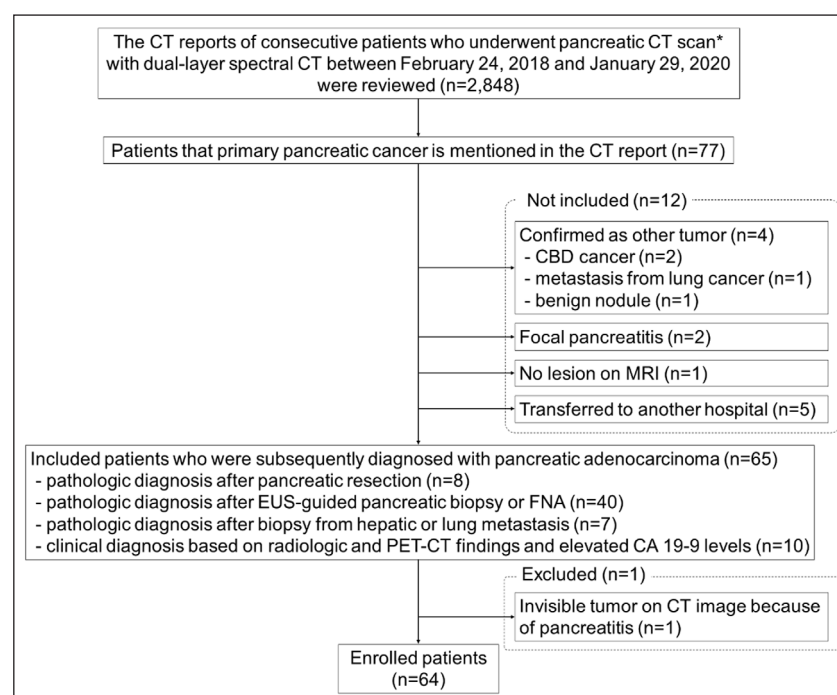 The CT reports of consecutive patients who underwent pancreatic CT scan*
with dual-layer spectral CT between February 24, 2018 and January 29, 2020
were reviewed (n=2,848)
Patients that primary pancreatic cancer is mentioned in the CT report (n=77)
Not included (n=12)
Confirmed as other tumor (n=4)
- CBD cancer (n=2)
- metastasis from lung cancer (n=1)
- benign nodule (n=1)
Focal pancreatitis (n=2)
No lesion on MRI (n=1)
Transferred to another hospital (n=5)
Included patients who were subsequently diagnosed with pancreatic adenocarcinoma (n=65)
- pathologic diagnosis after pancreatic resection (n=8)
- pathologic diagnosis after EUS-guided pancreatic biopsy or FNA (n=40)
- pathologic diagnosis after biopsy from hepatic or lung metastasis (n=7)
- clinical diagnosis based on radiologic and PET-CT findings and elevated CA 19-9 levels (n=10)
Excluded (n=1)
Invisible tumor on CT image because
of pancreatitis (n=1)
Enrolled patients
(n=64)